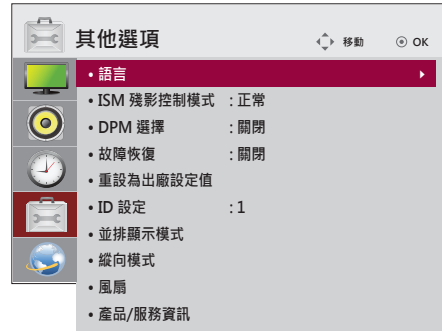 其他選項 移動 OK
• 語言
• ISM 殘影控制模式 : 正常
• DPM 選擇 : 關閉
• 故障恢復 : 關閉
• 重設為出廠設定值
• ID 設定 : 1
• 並排顯示模式
• 縱向模式
• 風扇
• 產品/服務資訊